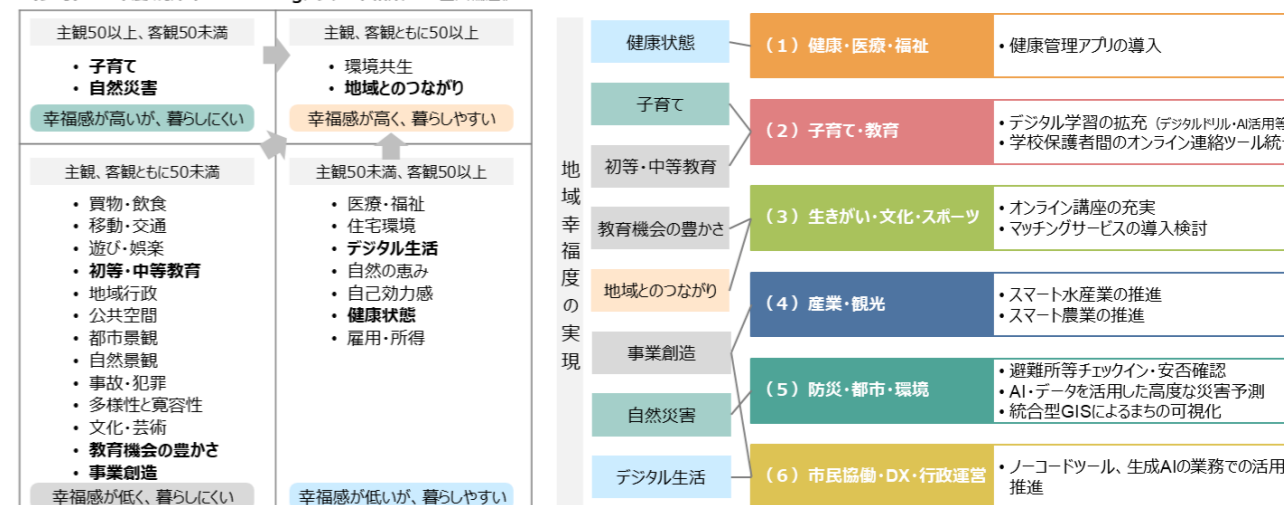 主観50以上、客観50未満
・子育て
・自然災害
幸福感が高いが、暮らしにくい
主観、客観ともに50以上
・環境共生
・地域とのつながり
幸福感が高く、暮らしやすい
主観、客観ともに50未満
・買物・飲食
・移動・交通
・遊び・娯楽
・初等・中等教育
・地域行政
・公共空間
・都市景観
・自然景観
・事故・犯罪
・多様性と寛容性
・文化・芸術
・教育機会の豊かさ
・事業創造
幸福感が低く、暮らしにくい
主観50未満、客観50以上
・医療・福祉
・住宅環境
・デジタル生活
・自然の恵み
・自己効力感
・健康状態
・雇用・所得
幸福感が低いが、暮らしやすい
地域幸福度の実現
健康状態
子育て
初等・中等教育
教育機会の豊かさ
地域とのつながり
事業創造
自然災害
デジタル生活
（１）健康・医療・福祉
・健康管理アプリの導入
（２）子育て・教育
・デジタル学習の拡充（デジタルドリル・AI活用等
・学校保護者間のオンライン連絡ツール統
（３）生きがい・文化・スポーツ
・オンライン講座の充実
・マッチングサービスの導入検討
（４）産業・観光
・スマート水産業の推進
・スマート農業の推進
（５）防災・都市・環境
・避難所等チェックイン・安否確認
・AI・データを活用した高度な災害予測
・統合型GISによるまちの可視化
（６）市民協働・DX・行政運営
・ノーコードツール、生成AIの業務での活用
推進